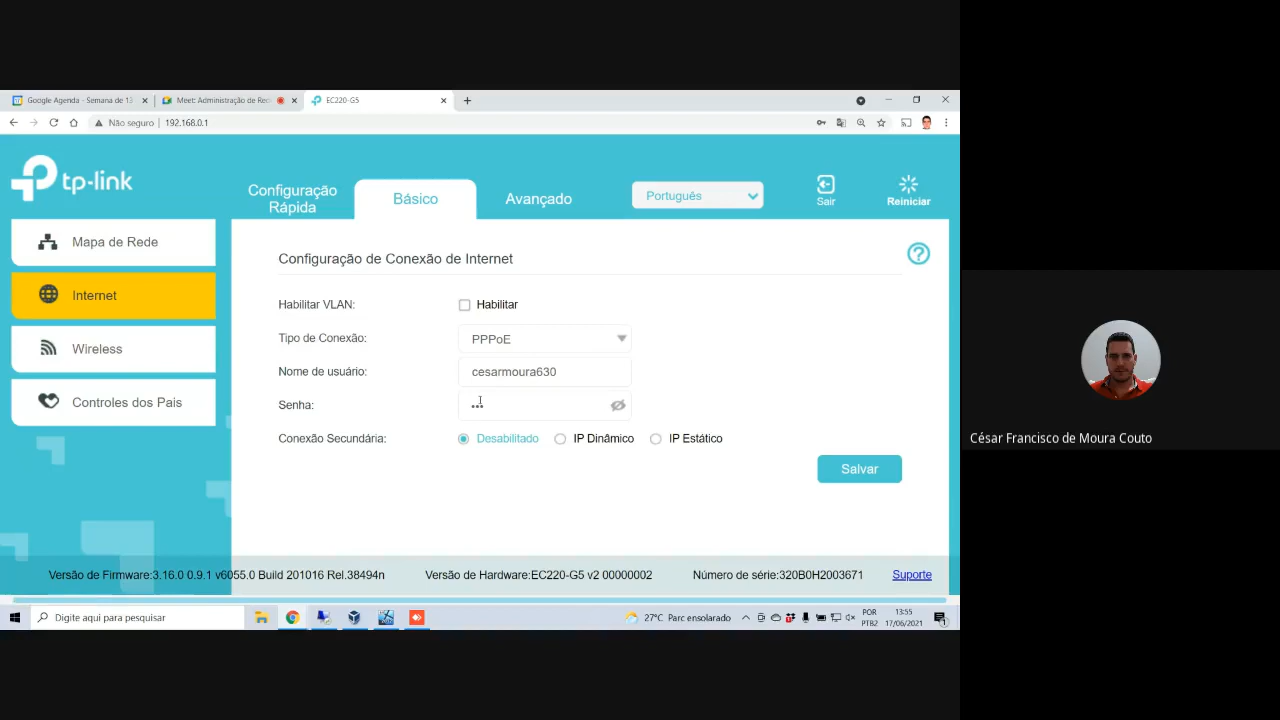 Google Agenda - Semana de 13
Meet: Administração de Red
EC220-G5
Não seguro | 192.168.0.1
tp-link
Configuração
Rápida
Básico
Avançado
Português
Sair
Reiniciar
Mapa de Rede
Internet
Wireless
Controles dos Pais
Configuração de Conexão de Internet
Habilitar VLAN:
Habilitar
Tipo de Conexão:
PPPoE
Nome de usuário:
cesarmoura630
Senha:
•••
Conexão Secundária:
Desabilitado
IP Dinâmico
IP Estático
Salvar
Versão de Firmware:3.16.0 0.9.1 v6055.0 Build 201016 Rel.38494n
Versão de Hardware:EC220-G5 v2 00000002
Número de série:320B0H2003671
Suporte
Digite aqui para pesquisar
27°C Parc ensolarado
POR
PTB2
13:55
17/06/2021
1
César Francisco de Moura Couto